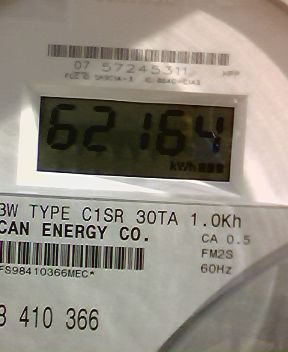 07 57245311
62164
kWh
3W TYPE C1SR 30TA 1.0Kh
CAN ENERGY CO.
CA 0.5
FM2S
60Hz
FS98410366MEC*
8 410 366